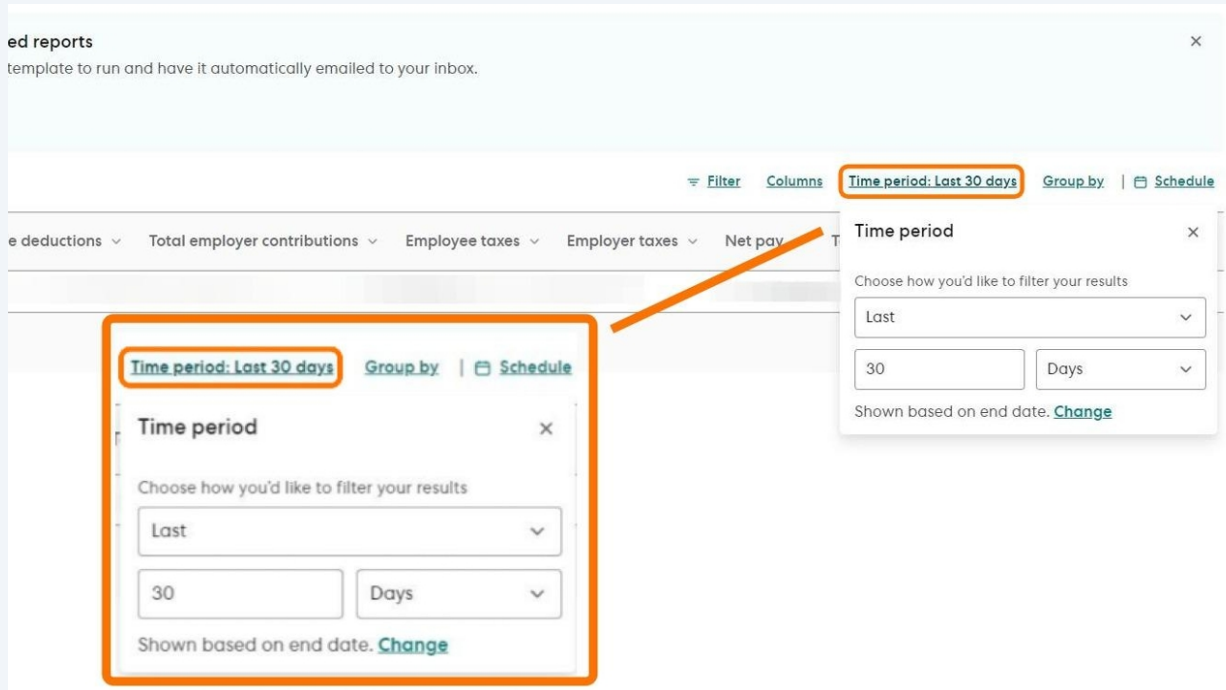 ed reports
template to run and have it automatically emailed to your inbox.
Filter Columns Time period: Last 30 days Group by | Schedule
e deductions Total employer contributions Employee taxes Employer taxes Net pay T
Time period
Choose how you'd like to filter your results
Last
30 Days
Shown based on end date. Change
Time period: Last 30 days Group by | Schedule
Time period
Choose how you'd like to filter your results
Last
30 Days
Shown based on end date. Change